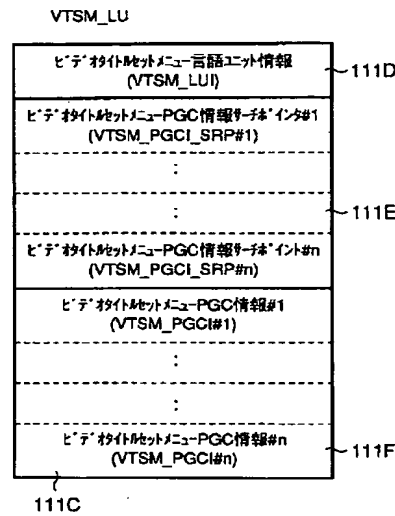 VTSM_LU
ビデオタイトルセットメニュー言語ユニット情報
(VTSM_LUI)
111D
ビデオタイトルセットメニューPGC情報サーチポインタ#1
(VTSM_PGCI_SRP#1)
:
:
111E
ビデオタイトルセットメニューPGC情報サーチポイント#n
(VTSM_PGCI_SRP#n)
ビデオタイトルセットメニューPGC情報#1
(VTSM_PGCI#1)
:
:
ビデオタイトルセットメニューPGC情報#n
(VTSM_PGCI#n)
111F
111C